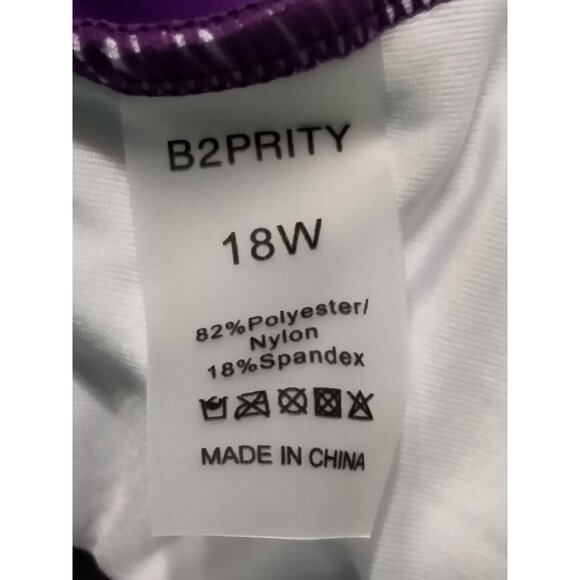 B2PRITY
18W
82%Polyester/
Nylon
18%Spandex
MADE IN CHINA